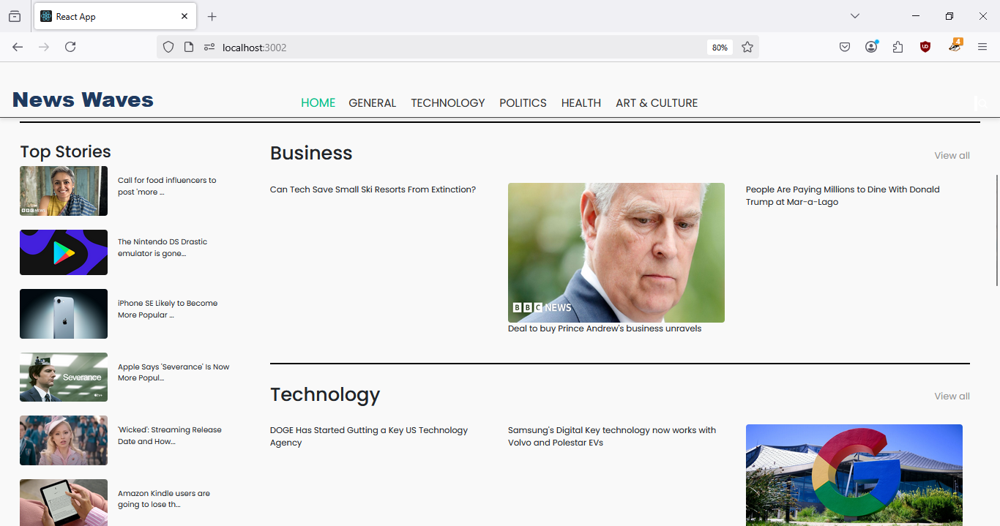 React App
localhost:3002
80%
4
News Waves
HOME
GENERAL
TECHNOLOGY
POLITICS
HEALTH
ART & CULTURE
Top Stories
BBC NEWS
Call for food influencers to
post 'more ...
The Nintendo DS Drastic
emulator is gone...
iPhone SE Likely to Become
More Popular ...
Severance
Apple Says 'Severance' Is Now
More Popul...
'Wicked': Streaming Release
Date and How...
Amazon Kindle users are
going to lose th...
Business
View all
Can Tech Save Small Ski Resorts From Extinction?
BBC NEWS
Deal to buy Prince Andrew's business unravels
People Are Paying Millions to Dine With Donald
Trump at Mar-a-Lago
Technology
View all
DOGE Has Started Gutting a Key US Technology
Agency
Samsung's Digital Key technology now works with
Volvo and Polestar EVs